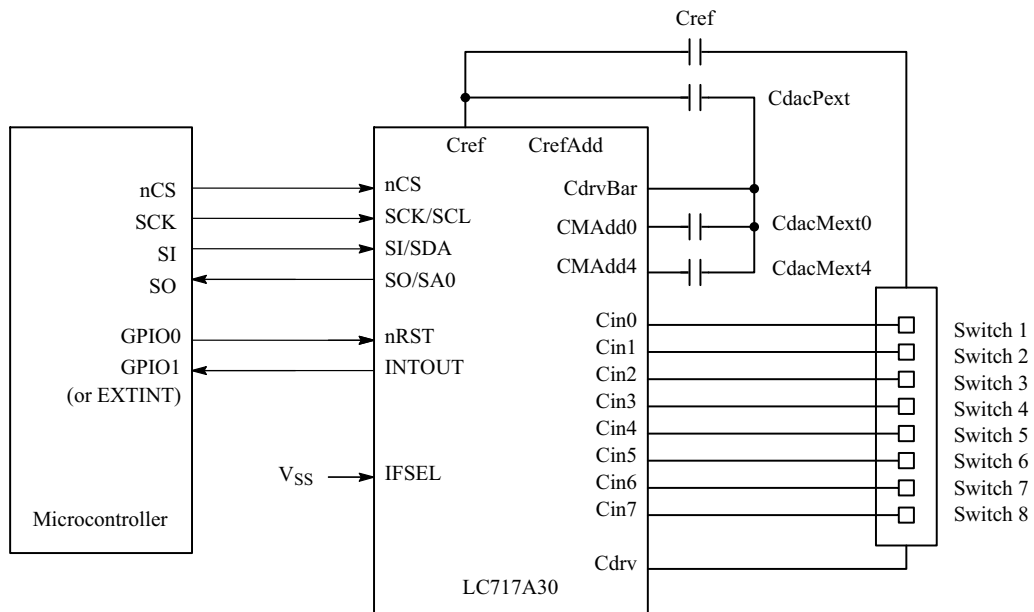 Cref
CdacPext
Cref CrefAdd
nCS
SCK
SI
SO
GPIO0
GPIO1
(or EXTINT)
Microcontroller
nCS
SCK/SCL
SI/SDA
SO/SA0
nRST
INTOUT
VSS
IFSEL
LC717A30
CdrvBar
CMAdd0
CMAdd4
CdacMext0
CdacMext4
Cin0
Cin1
Cin2
Cin3
Cin4
Cin5
Cin6
Cin7
Cdrv
Switch 1
Switch 2
Switch 3
Switch 4
Switch 5
Switch 6
Switch 7
Switch 8